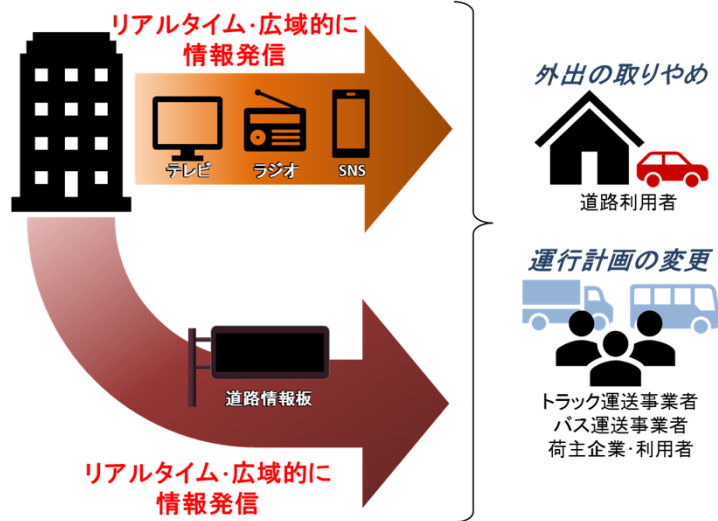 リアルタイム・広域的に
情報発信
テレビ
ラジオ
SNS
道路情報板
リアルタイム・広域的に
情報発信
外出の取りやめ
道路利用者
運行計画の変更
トラック運送事業者
バス運送事業者
荷主企業・利用者